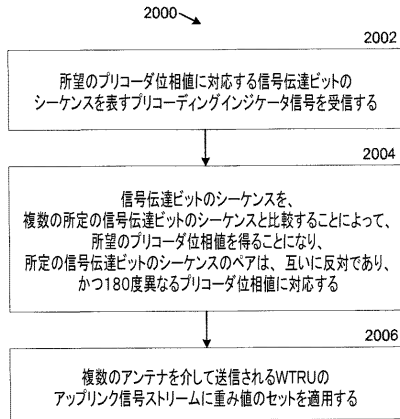 2000
2002
所望のプリコーダ位相値に対応する信号伝達ビットの
シーケンスを表すプリコーディングインジケータ信号を受信する
2004
信号伝達ビットのシーケンスを、
複数の所定の信号伝達ビットのシーケンスと比較することによって、
所望のプリコーダ位相値を得ることになり、
所定の信号伝達ビットのシーケンスのペアは、互いに反対であり、
かつ180度異なるプリコーダ位相値に対応する
2006
複数のアンテナを介して送信されるWTRUの
アップリンク信号ストリームに重み値のセットを適用する